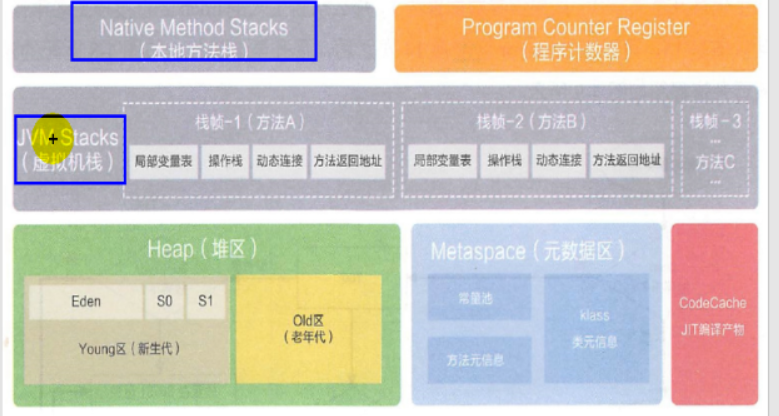 Native Method Stacks
（本地方法栈）
Program Counter Register
（程序计数器）
JVM Stacks
（虚拟机栈）
栈帧-1（方法A）
局部变量表
操作栈
动态连接
方法返回地址
栈帧-2（方法B）
局部变量表
操作栈
动态连接
方法返回地址
栈帧-3
...
方法C
...
Heap（堆区）
Eden
S0
S1
Young区（新生代）
Old区
（老年代）
Metaspace（元数据区）
常量池
方法元信息
klass
类元信息
CodeCache
JIT编译产物